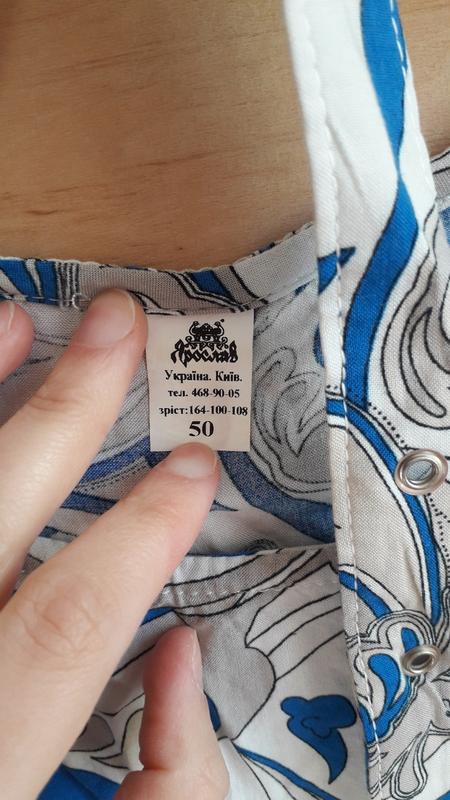 Ярослав
Україна. Київ.
тел. 468-90-05
зріст:164-100-108
50